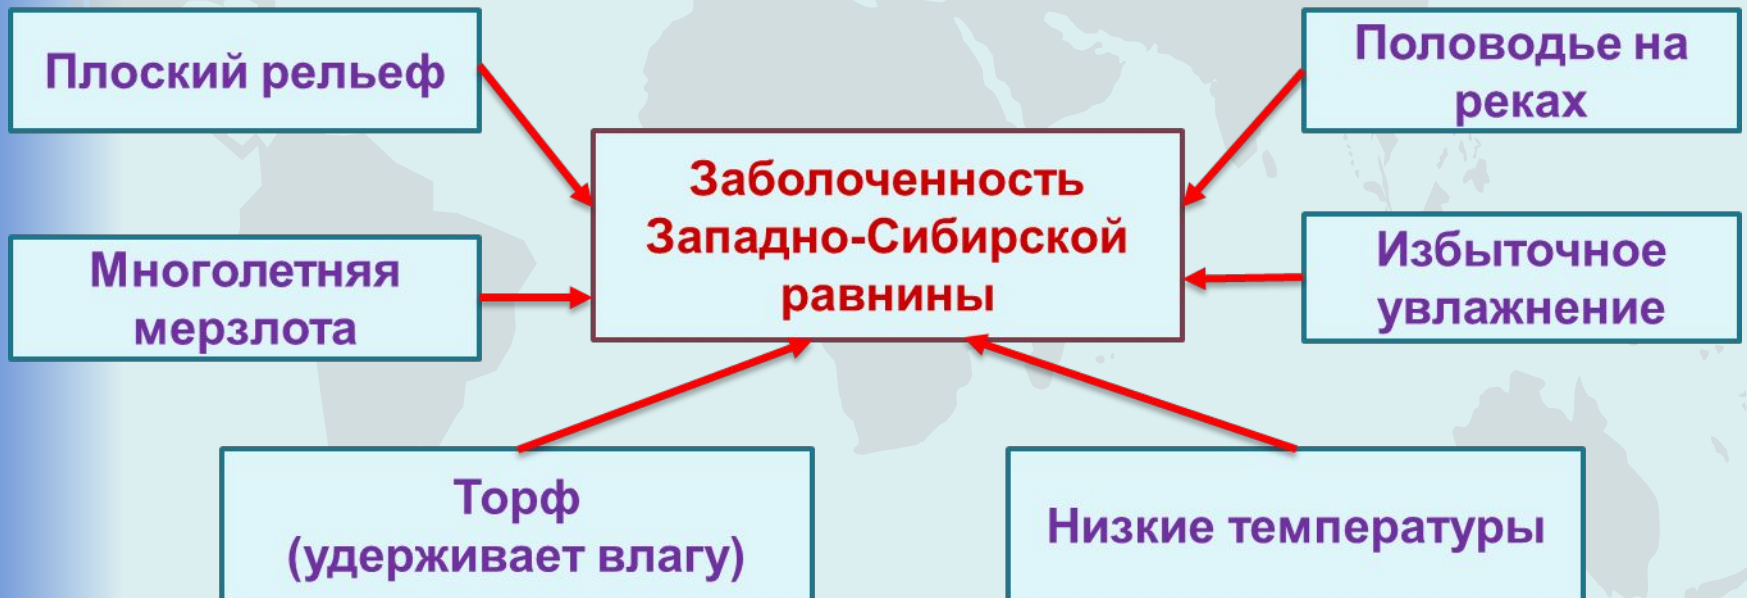 Плоский рельеф
Половодье на
реках
Заболоченность
Западно-Сибирской
равнины
Многолетняя
мерзлота
Избыточное
увлажнение
Торф
(удерживает влагу)
Низкие температуры